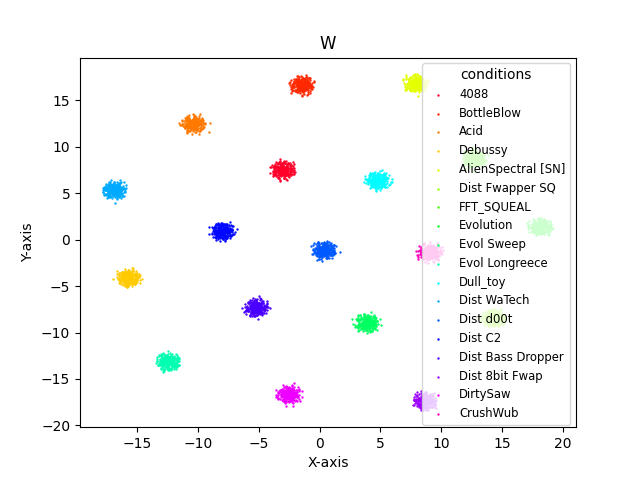 W
conditions
4088
BottleBlow
Acid
Debussy
AlienSpectral [SN]
Dist Fwapper SQ
FFT_SQUEAL
Evolution
Evol Sweep
Evol Longreece
Dull_toy
Dist WaTech
Dist d00t
Dist C2
Dist Bass Dropper
Dist 8bit Fwap
DirtySaw
CrushWub
Y-axis
15
10
5
0
−5
−10
−15
−20
−15
−10
−5
0
5
10
15
20
X-axis